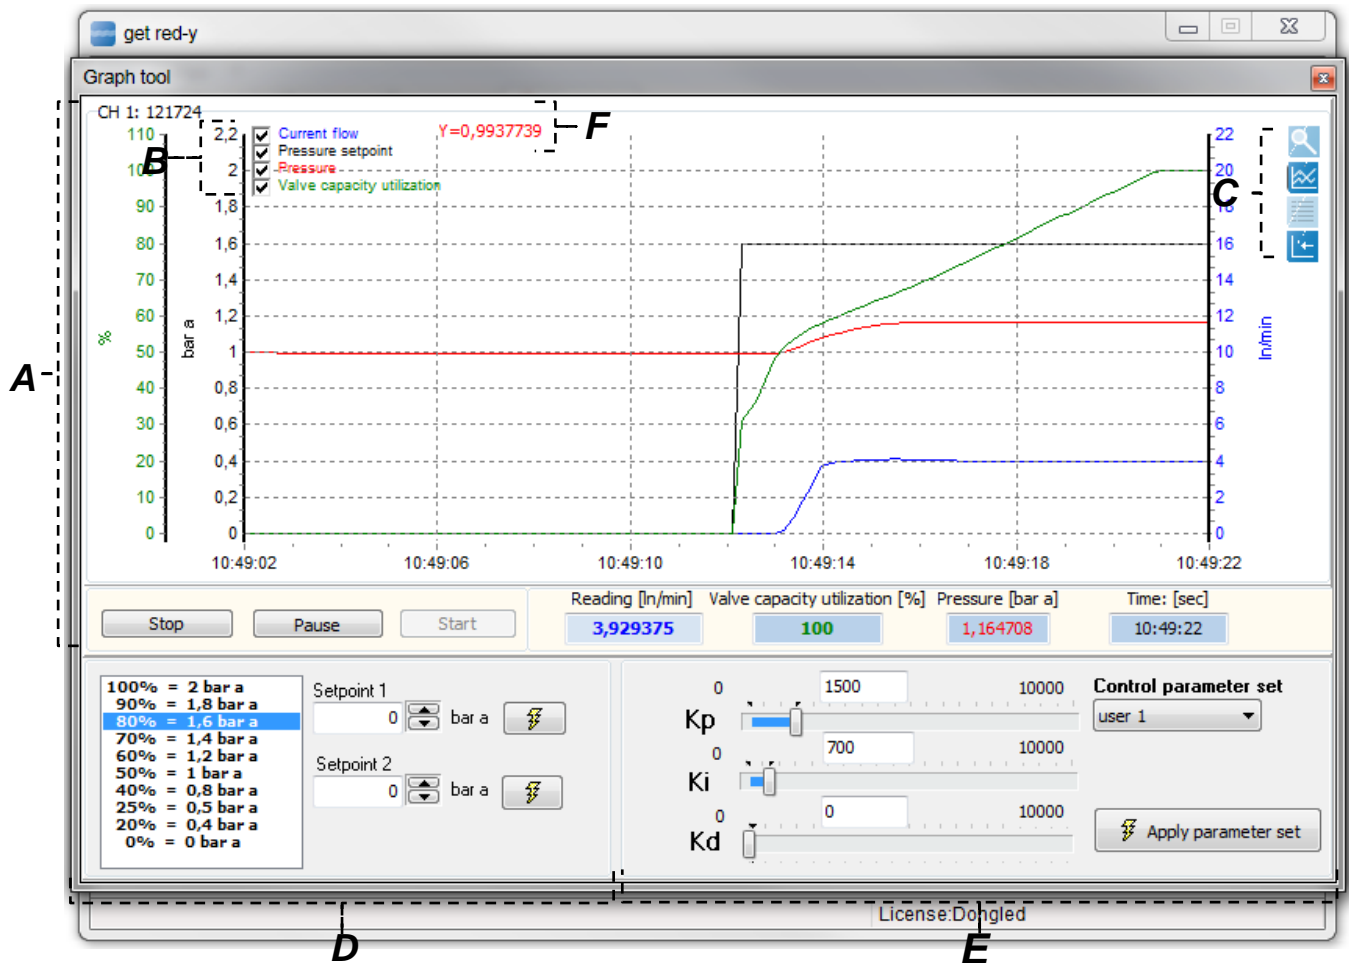 get red-y
Graph tool
CH 1: 121724
110
100
90
80
70
60
50
40
30
20
10
0
%
2,2
2
1,8
1,6
1,4
1,2
1
0,8
0,6
0,4
0,2
0
bar a
Current flow
Pressure setpoint
Pressure
Valve capacity utilization
Y=0,9937739
22
20
18
16
14
12
10
8
6
4
2
0
ln/min
10:49:02 10:49:06 10:49:10 10:49:14 10:49:18 10:49:22
A
B
C
F
Stop Pause Start
Reading [ln/min] Valve capacity utilization [%] Pressure [bar a] Time: [sec]
3,929375 100 1,164708 10:49:22
100% = 2 bar a
90% = 1,8 bar a
80% = 1,6 bar a
70% = 1,4 bar a
60% = 1,2 bar a
50% = 1 bar a
40% = 0,8 bar a
25% = 0,5 bar a
20% = 0,4 bar a
0% = 0 bar a
Setpoint 1
0 bar a
Setpoint 2
0 bar a
0 1500 10000
Kp
0 700 10000
Ki
0 0 10000
Kd
Control parameter set
user 1
Apply parameter set
License:Dongled
D
E